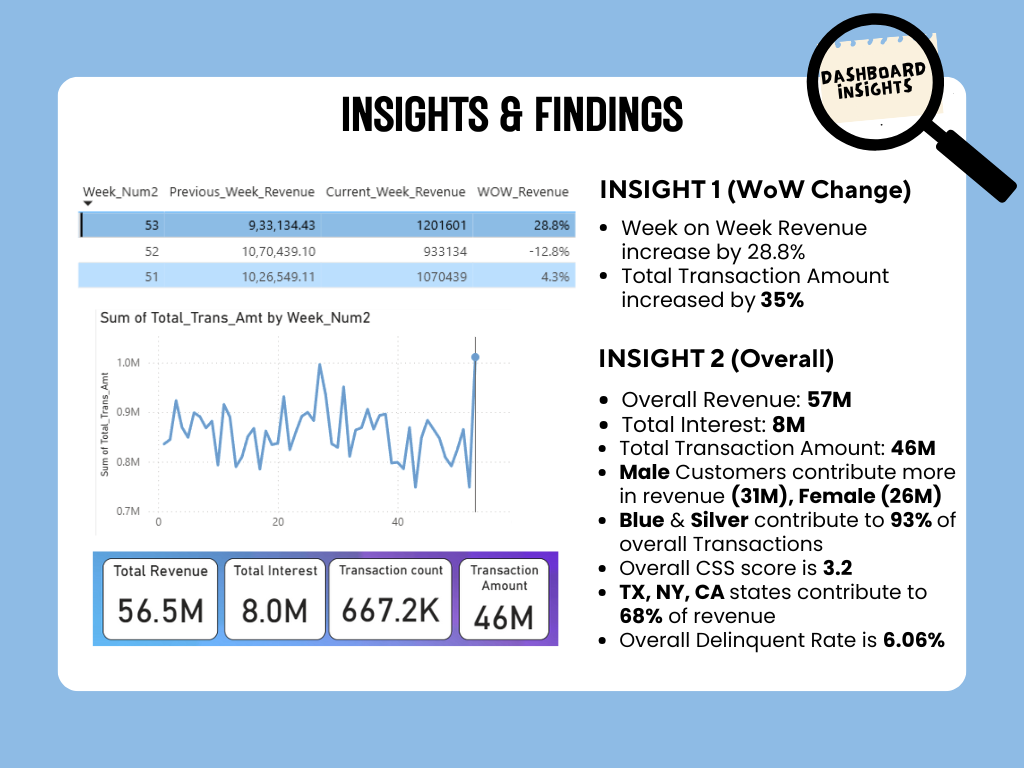 DASHBOARD
INSIGHTS
INSIGHTS & FINDINGS
Week_Num2 Previous_Week_Revenue Current_Week_Revenue WOW_Revenue
53 9,33,134.43 1201601 28.8%
52 10,70,439.10 933134 -12.8%
51 10,26,549.11 1070439 4.3%
Sum of Total_Trans_Amt by Week_Num2
Sum of Total_Trans_Amt
1.0M
0.9M
0.8M
0.7M
0 20 40
Total Revenue
56.5M
Total Interest
8.0M
Transaction count
667.2K
Transaction
Amount
46M
INSIGHT 1 (WoW Change)
• Week on Week Revenue
increase by 28.8%
• Total Transaction Amount
increased by 35%
INSIGHT 2 (Overall)
• Overall Revenue: 57M
• Total Interest: 8M
• Total Transaction Amount: 46M
• Male Customers contribute more
in revenue (31M), Female (26M)
• Blue & Silver contribute to 93% of
overall Transactions
• Overall CSS score is 3.2
• TX, NY, CA states contribute to
68% of revenue
• Overall Delinquent Rate is 6.06%